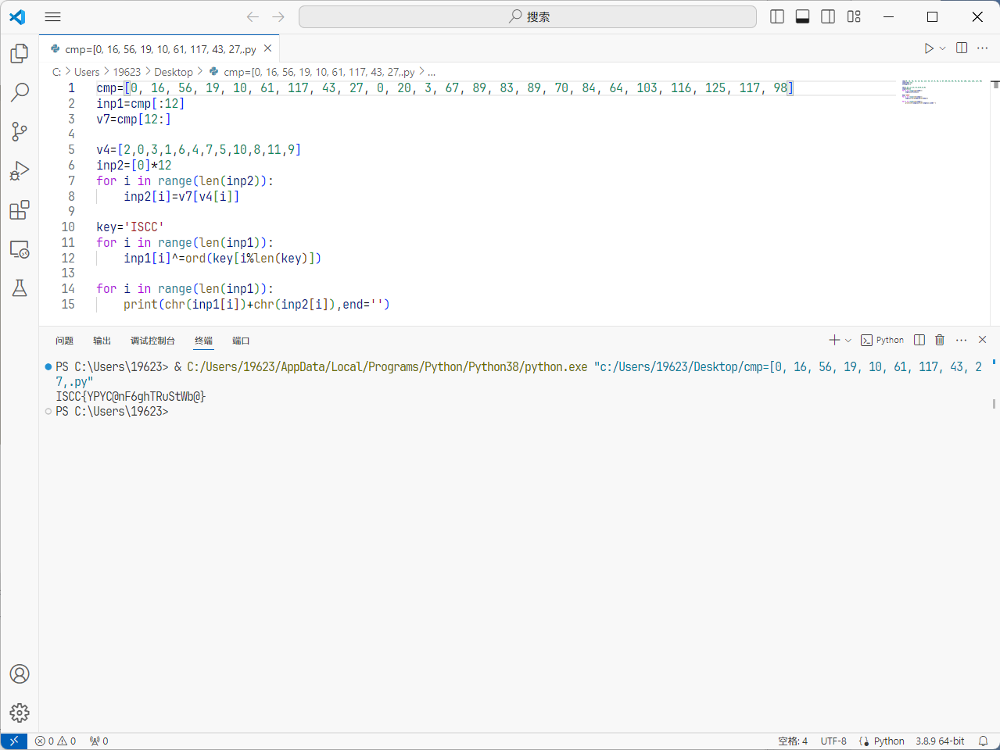 搜索
cmp=[0, 16, 56, 19, 10, 61, 117, 43, 27,.py
C: > Users > 19623 > Desktop > cmp=[0, 16, 56, 19, 10, 61, 117, 43, 27,.py > ...
1 cmp=[0, 16, 56, 19, 10, 61, 117, 43, 27, 0, 20, 3, 67, 89, 83, 89, 70, 84, 64, 103, 116, 125, 117, 98]
2 inp1=cmp[:12]
3 v7=cmp[12:]
4
5 v4=[2,0,3,1,6,4,7,5,10,8,11,9]
6 inp2=[0]*12
7 for i in range(len(inp2)):
8     inp2[i]=v7[v4[i]]
9
10 key='ISCC'
11 for i in range(len(inp1)):
12     inp1[i]^=ord(key[i%len(key)])
13
14 for i in range(len(inp1)):
15     print(chr(inp1[i])+chr(inp2[i]),end='')
问题 输出 调试控制台 终端 端口 Python
PS C:\Users\19623> & C:/Users/19623/AppData/Local/Programs/Python/Python38/python.exe "c:/Users/19623/Desktop/cmp=[0, 16, 56, 19, 10, 61, 117, 43, 2
7,.py"
ISCC{YPYC@nF6ghTRuStWb@}
PS C:\Users\19623>
0 0 0 空格: 4 UTF-8 Python 3.8.9 64-bit